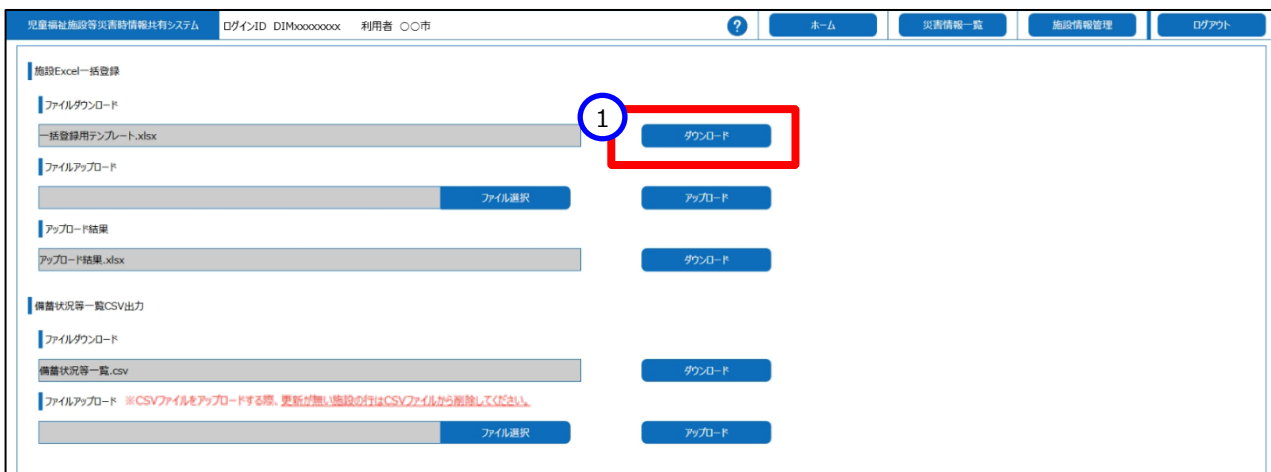 児童福祉施設等災害時情報共有システム ログインID DIMxxxxxxxx 利用者 ○○市 ? ホーム 災害情報一覧 施設情報管理 ログアウト
施設Excel一括登録
ファイルダウンロード
1
一括登録用テンプレート.xlsx ダウンロード
ファイルアップロード
ファイル選択 アップロード
アップロード結果
アップロード結果.xlsx ダウンロード
備蓄状況等一覧CSV出力
ファイルダウンロード
備蓄状況等一覧.csv ダウンロード
ファイルアップロード ※CSVファイルをアップロードする際、更新が無い施設の行はCSVファイルから削除してください。
ファイル選択 アップロード